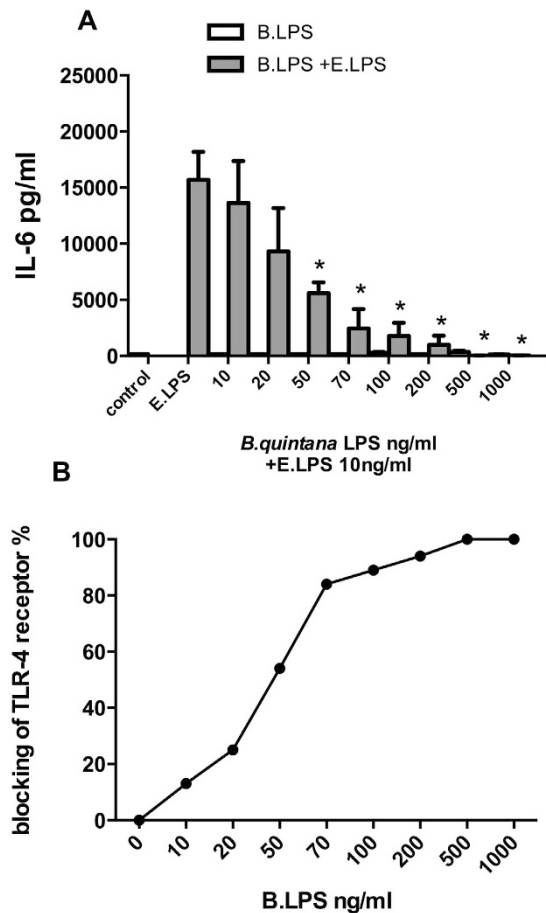 A
B.LPS
B.LPS +E.LPS
25000
20000
15000
10000
5000
0
IL-6 pg/ml
* * * * * *
control E.LPS 10 20 50 70 100 200 500 1000
B.quintana LPS ng/ml
+E.LPS 10ng/ml
B
100
80
60
40
20
0
blocking of TLR-4 receptor %
0 10 20 50 70 100 200 500 1000
B.LPS ng/ml